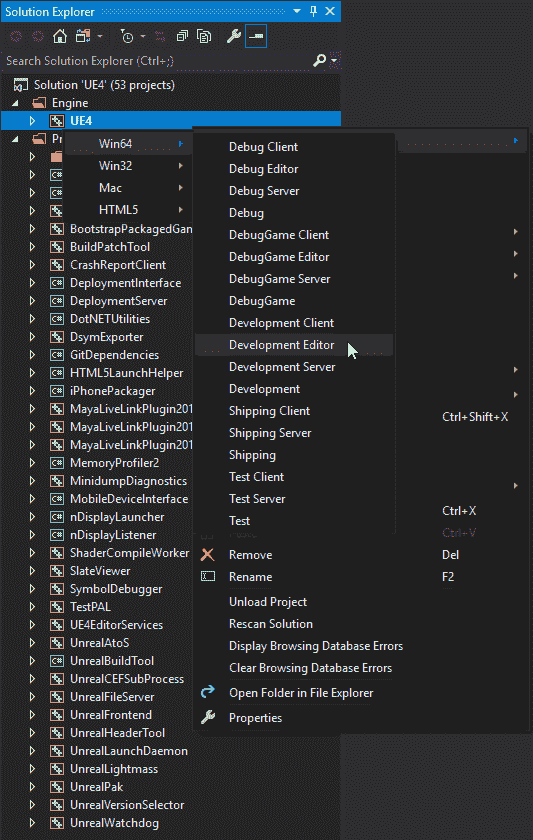 Solution Explorer
Search Solution Explorer (Ctrl+;)
Solution 'UE4' (53 projects)
Engine
UE4
Win64
Win32
Mac
HTML5
BootstrapPackagedGan
BuildPatchTool
CrashReportClient
DeploymentInterface
DeploymentServer
DotNETUtilities
DsymExporter
GitDependencies
HTML5LaunchHelper
iPhonePackager
MayaLiveLinkPlugin201
MayaLiveLinkPlugin201
MayaLiveLinkPlugin201
MemoryProfiler2
MinidumpDiagnostics
MobileDeviceInterface
nDisplayLauncher
nDisplayListener
ShaderCompileWorker
SlateViewer
SymbolDebugger
TestPAL
UE4EditorServices
UnrealAtoS
UnrealBuildTool
UnrealCEFSubProcess
UnrealFileServer
UnrealFrontend
UnrealHeaderTool
UnrealLaunchDaemon
UnrealLightmass
UnrealPak
UnrealVersionSelector
UnrealWatchdog
Debug Client
Debug Editor
Debug Server
Debug
DebugGame Client
DebugGame Editor
DebugGame Server
DebugGame
Development Client
Development Editor
Development Server
Development
Shipping Client
Shipping Server
Shipping
Test Client
Test Server
Test
Ctrl+Shift+X
Ctrl+X
Ctrl+V
Remove Del
Rename F2
Unload Project
Rescan Solution
Display Browsing Database Errors
Clear Browsing Database Errors
Open Folder in File Explorer
Properties